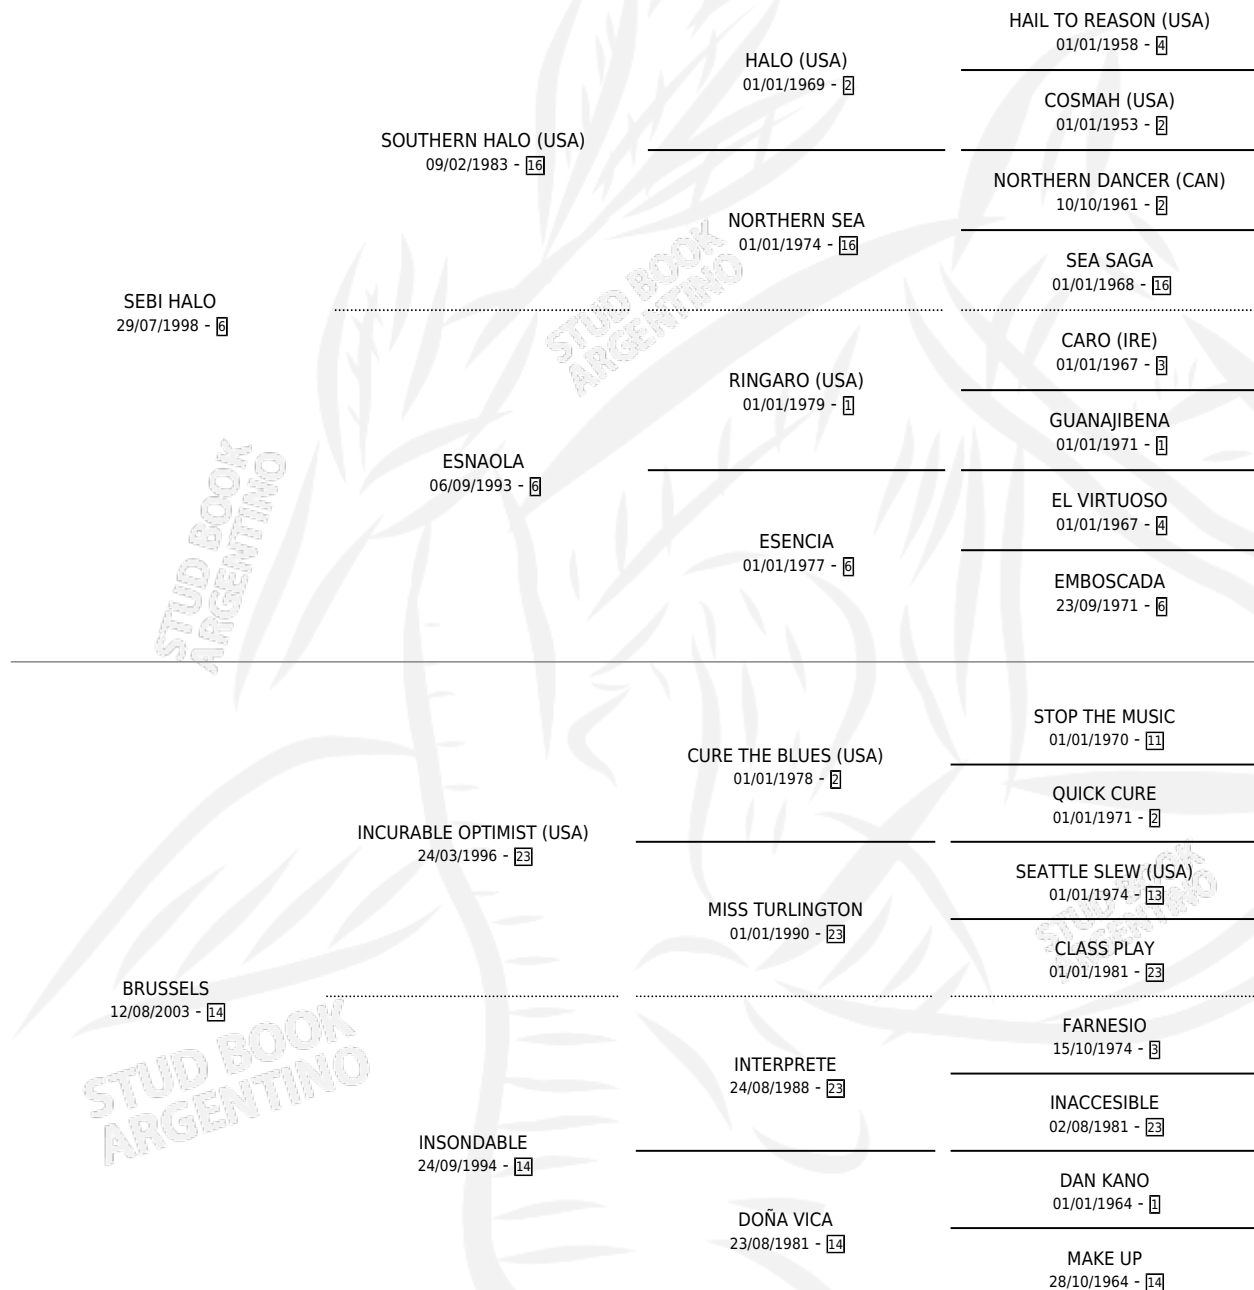 HAIL TO REASON (USA)
01/01/1958 - 4
HALO (USA)
01/01/1969 - 2
COSMAH (USA)
01/01/1953 - 2
SOUTHERN HALO (USA)
09/02/1983 - 16
NORTHERN DANCER (CAN)
10/10/1961 - 2
NORTHERN SEA
01/01/1974 - 16
SEA SAGA
01/01/1968 - 16
SEBI HALO
29/07/1998 - 6
CARO (IRE)
01/01/1967 - 3
RINGARO (USA)
01/01/1979 - 1
GUANAJIBENA
01/01/1971 - 1
ESNAOLA
06/09/1993 - 6
EL VIRTUOSO
01/01/1967 - 4
ESENCIA
01/01/1977 - 6
EMBOSCADA
23/09/1971 - 6
STOP THE MUSIC
01/01/1970 - 11
CURE THE BLUES (USA)
01/01/1978 - 2
QUICK CURE
01/01/1971 - 2
INCURABLE OPTIMIST (USA)
24/03/1996 - 23
SEATTLE SLEW (USA)
01/01/1974 - 13
MISS TURLINGTON
01/01/1990 - 23
CLASS PLAY
01/01/1981 - 23
BRUSSELS
12/08/2003 - 14
FARNESIO
15/10/1974 - 3
INTERPRETE
24/08/1988 - 23
INACCESIBLE
02/08/1981 - 23
INSONDABLE
24/09/1994 - 14
DAN KANO
01/01/1964 - 1
DOÑA VICA
23/08/1981 - 14
MAKE UP
28/10/1964 - 14
STUD BOOK
ARGENTINO
STUD BOOK
ARGENTINO
STUD BOOK
ARGENTINO
STUD BOOK
ARGENTINO